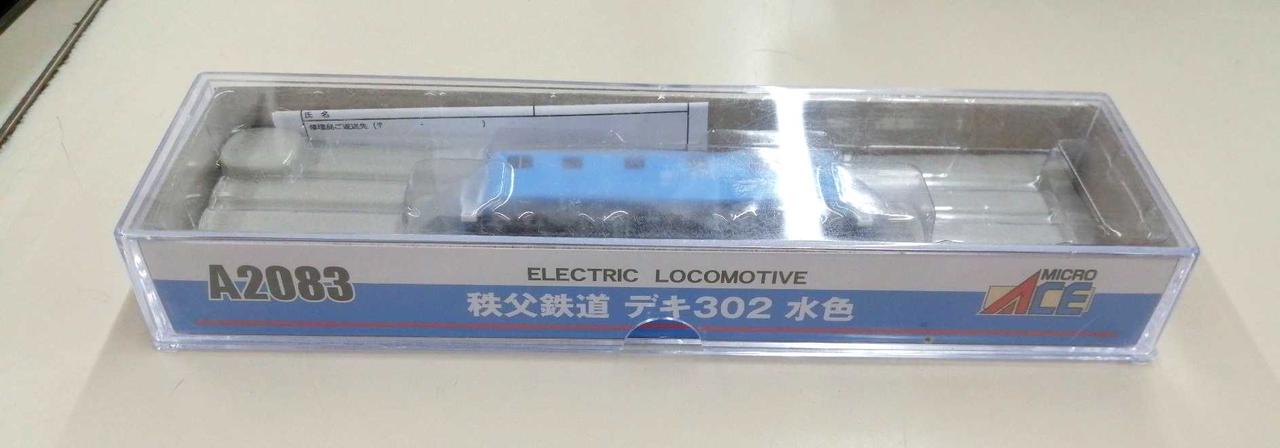 氏 名
修理品ご返送先 (〒 - )
A2083
ELECTRIC LOCOMOTIVE
秩父鉄道 デキ302 水色
MICRO
ACE